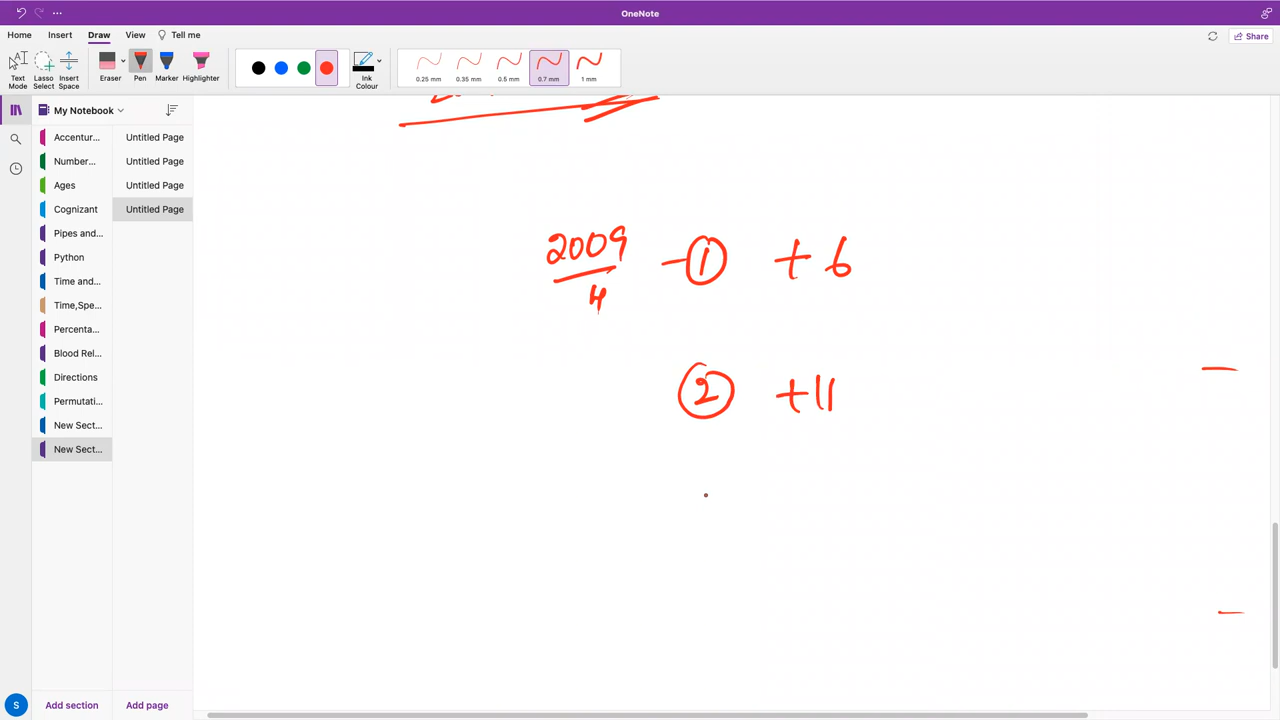 OneNote
Home Insert Draw View Tell me
Share
Text Mode
Lasso Select
Insert Space
Eraser
Pen
Marker
Highlighter
Ink Colour
0.25 mm
0.35 mm
0.5 mm
0.7 mm
1 mm
My Notebook
Accentur...
Number...
Ages
Cognizant
Pipes and...
Python
Time and...
Time,Spe...
Percenta...
Blood Rel...
Directions
Permutati...
New Sect...
New Sect...
Untitled Page
Untitled Page
Untitled Page
Untitled Page
2009 - 1 + 6
4
2 + 11
S
Add section
Add page